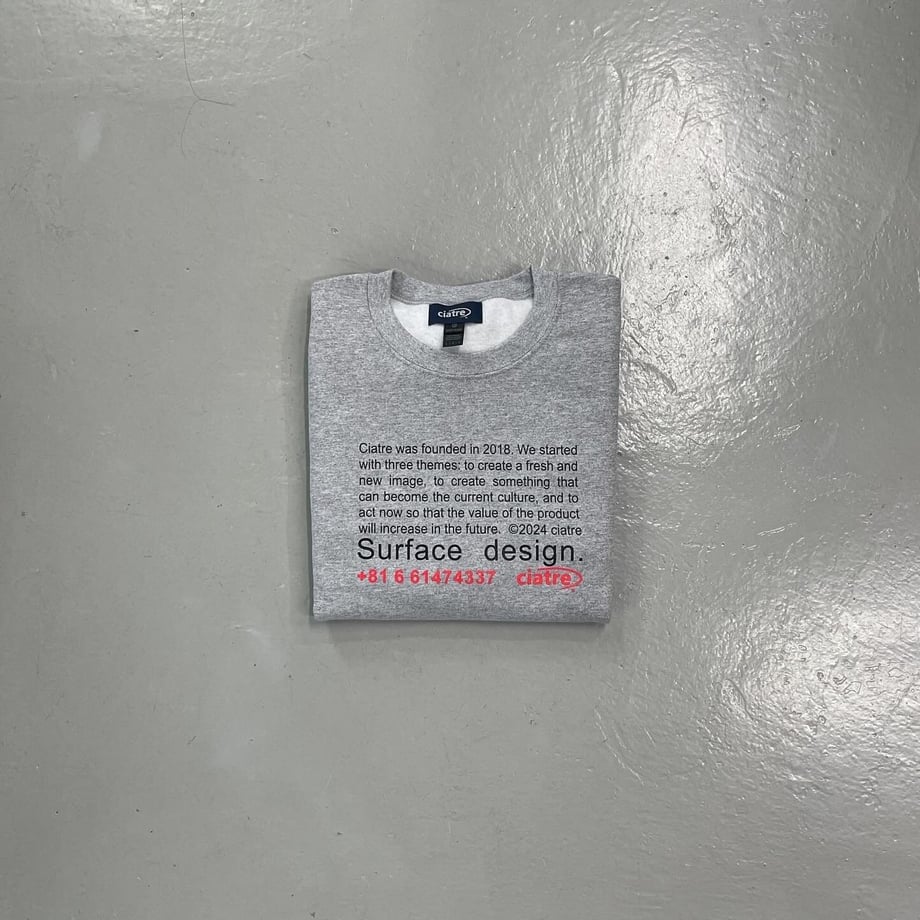 ciatre
Ciatre was founded in 2018. We started
with three themes: to create a fresh and
new image, to create something that
can become the current culture, and to
act now so that the value of the product
will increase in the future. ©2024 ciatre
Surface design.
+81 6 61474337 ciatre